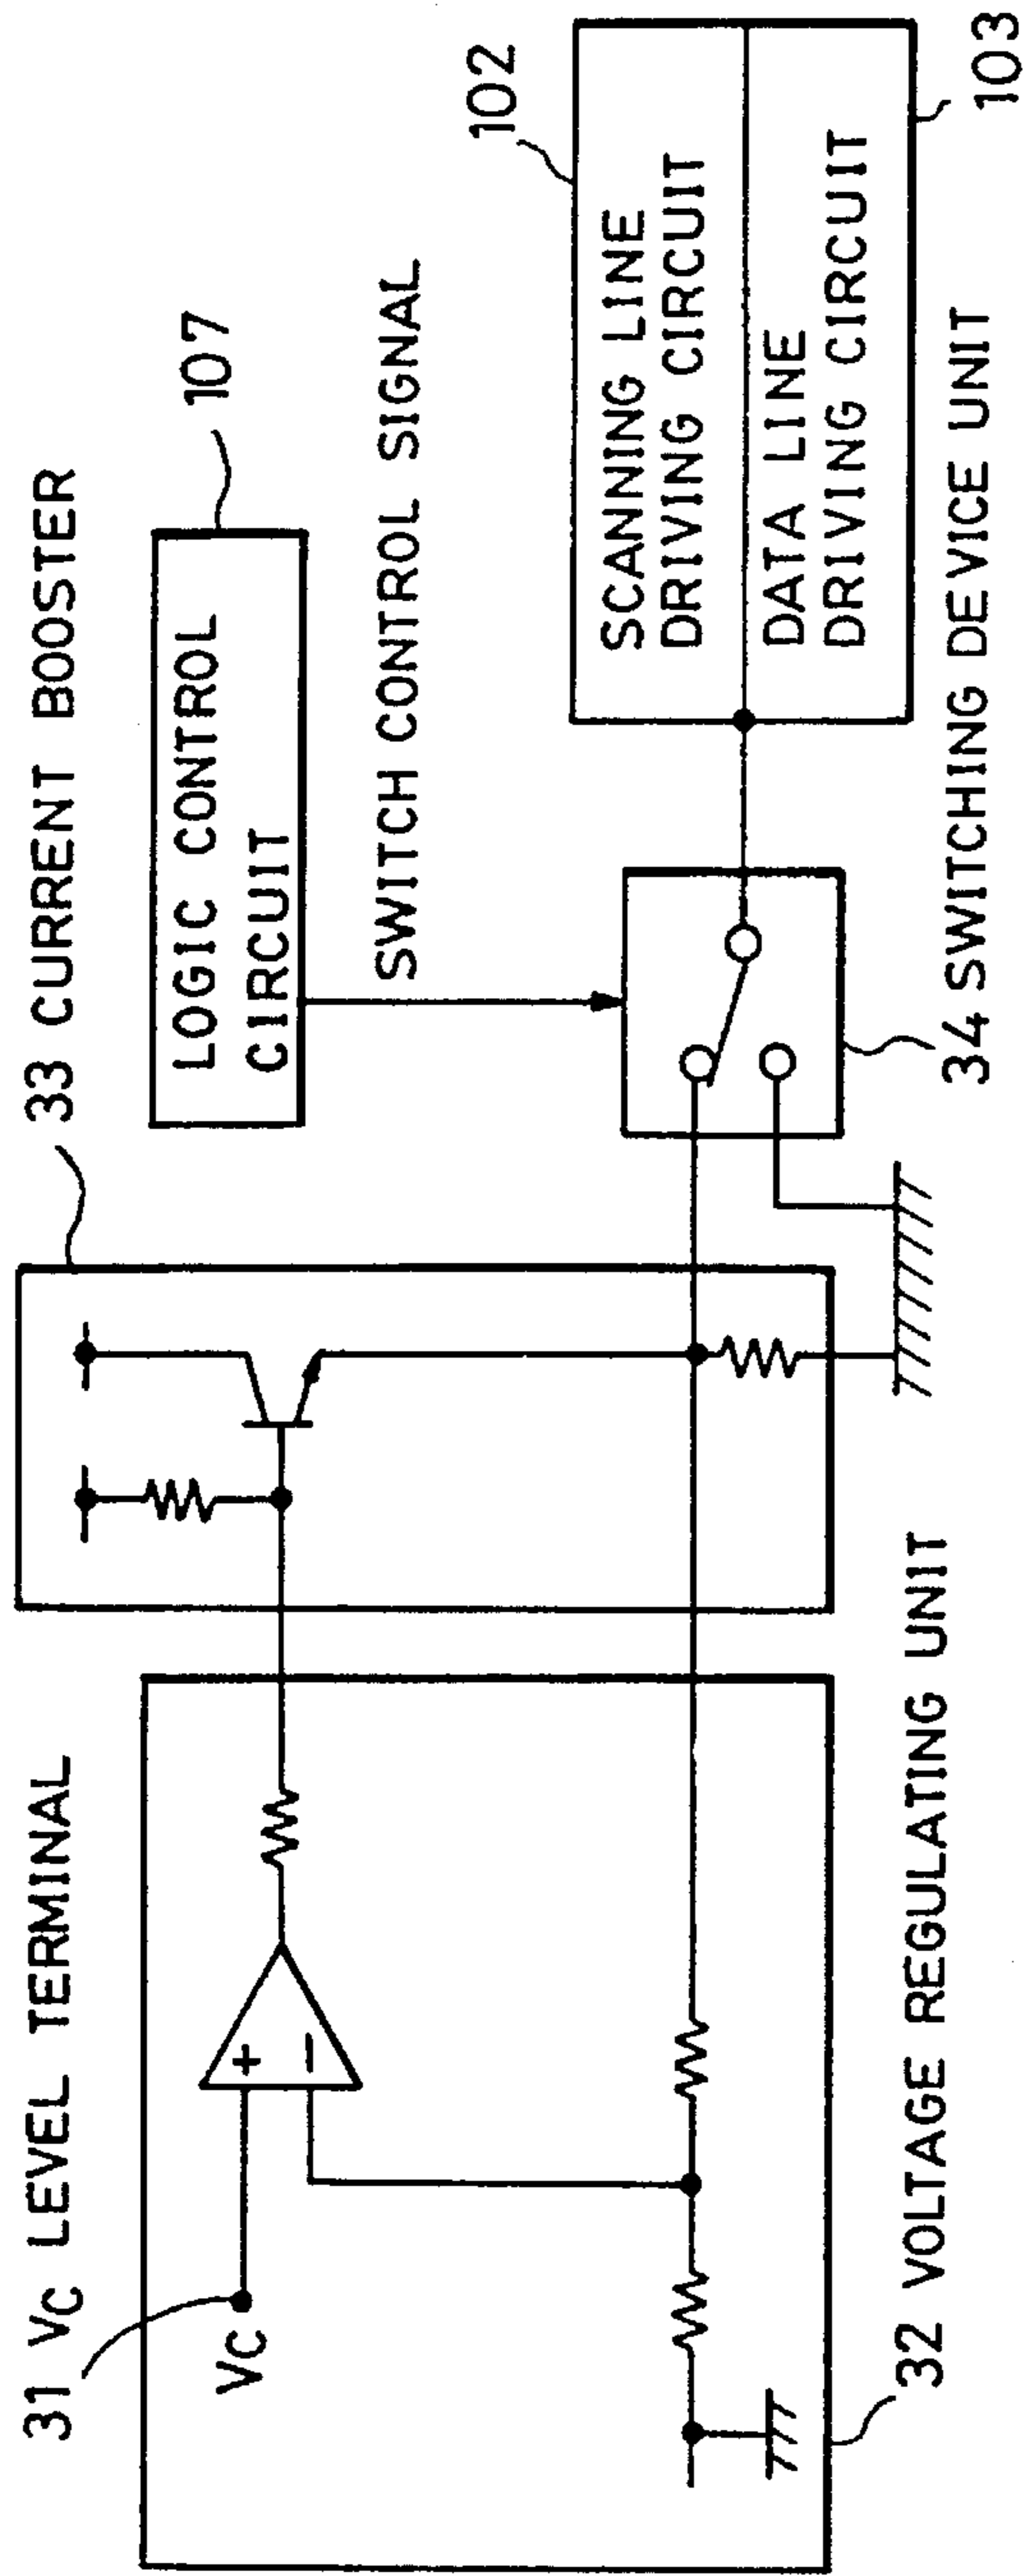 31 VC LEVEL TERMINAL
33 CURRENT BOOSTER
107
LOGIC CONTROL
CIRCUIT
SWITCH CONTROL SIGNAL
102
VC
+
−
SCANNING LINE
DRIVING CIRCUIT
DATA LINE
DRIVING CIRCUIT
103
32 VOLTAGE REGULATING UNIT
34 SWITCHING DEVICE UNIT